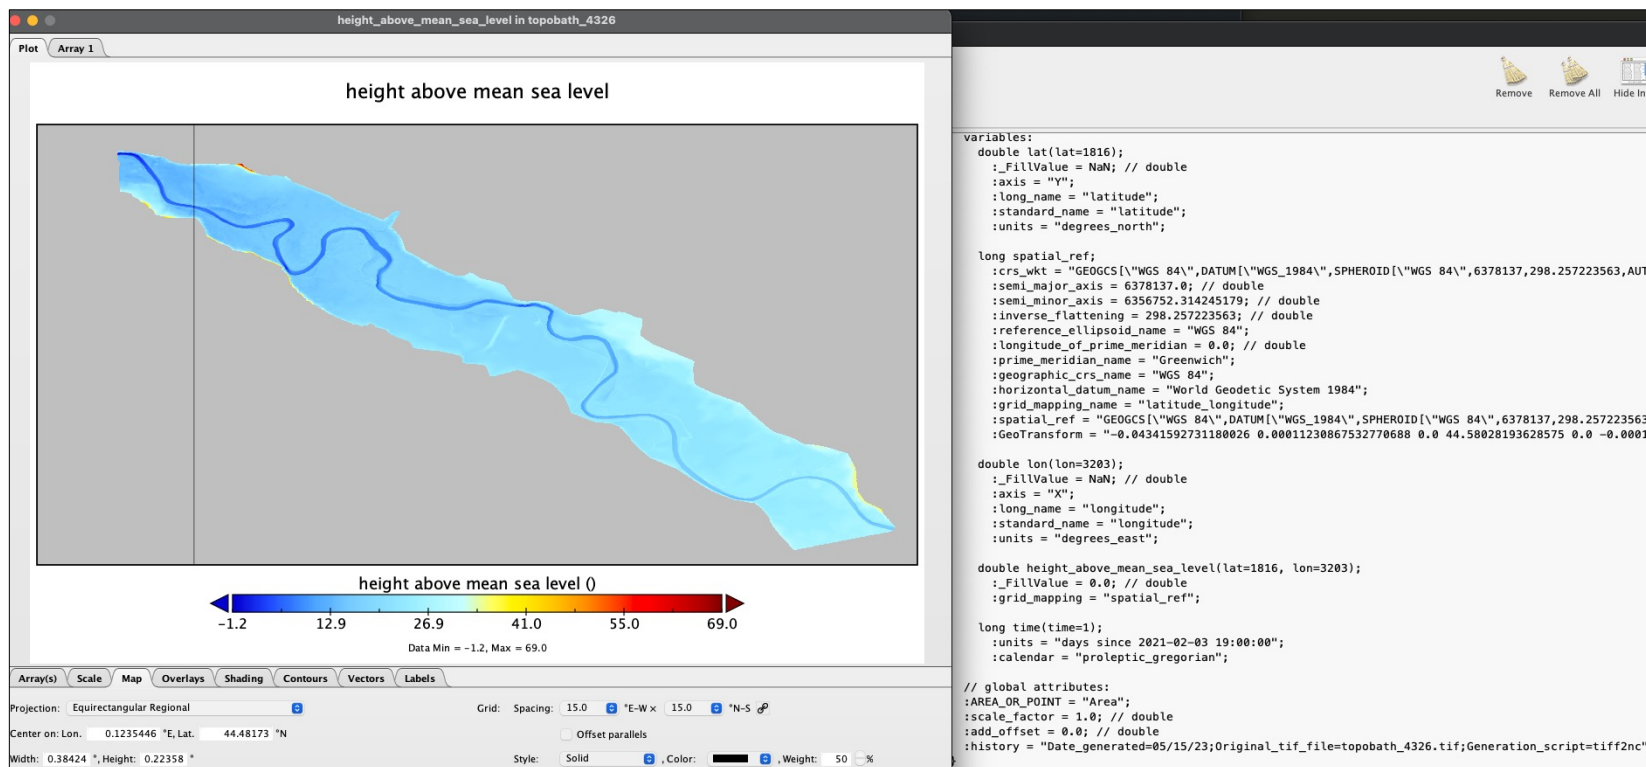 height_above_mean_sea_level in topobath_4326
Plot Array 1
height above mean sea level
height above mean sea level ()
-1.2 12.9 26.9 41.0 55.0 69.0
Data Min = -1.2, Max = 69.0
Array(s) Scale Map Overlays Shading Contours Vectors Labels
Projection: Equirectangular Regional Grid: Spacing: 15.0 °E-W × 15.0 °N-S
Center on: Lon. 0.1235446 °E, Lat. 44.48173 °N Offset parallels
Width: 0.38424 °, Height: 0.22358 ° Style: Solid , Color: , Weight: 50 %
Remove Remove All Hide In
variables:
double lat(lat=1816);
:_FillValue = NaN; // double
:axis = "Y";
:long_name = "latitude";
:standard_name = "latitude";
:units = "degrees_north";
long spatial_ref;
:crs_wkt = "GEOGCS[\"WGS 84\",DATUM[\"WGS_1984\",SPHEROID[\"WGS 84\",6378137,298.257223563,AUT
:semi_major_axis = 6378137.0; // double
:semi_minor_axis = 6356752.314245179; // double
:inverse_flattening = 298.257223563; // double
:reference_ellipsoid_name = "WGS 84";
:longitude_of_prime_meridian = 0.0; // double
:prime_meridian_name = "Greenwich";
:geographic_crs_name = "WGS 84";
:horizontal_datum_name = "World Geodetic System 1984";
:grid_mapping_name = "latitude_longitude";
:spatial_ref = "GEOGCS[\"WGS 84\",DATUM[\"WGS_1984\",SPHEROID[\"WGS 84\",6378137,298.257223563
:GeoTransform = "-0.04341592731180026 0.00011230867532770688 0.0 44.58028193628575 0.0 -0.0001
double lon(lon=3203);
:_FillValue = NaN; // double
:axis = "X";
:long_name = "longitude";
:standard_name = "longitude";
:units = "degrees_east";
double height_above_mean_sea_level(lat=1816, lon=3203);
:_FillValue = 0.0; // double
:grid_mapping = "spatial_ref";
long time(time=1);
:units = "days since 2021-02-03 19:00:00";
:calendar = "proleptic_gregorian";
// global attributes:
:AREA_OR_POINT = "Area";
:scale_factor = 1.0; // double
:add_offset = 0.0; // double
:history = "Date_generated=05/15/23;Original_tif_file=topobath_4326.tif;Generation_script=tiff2nc"
}